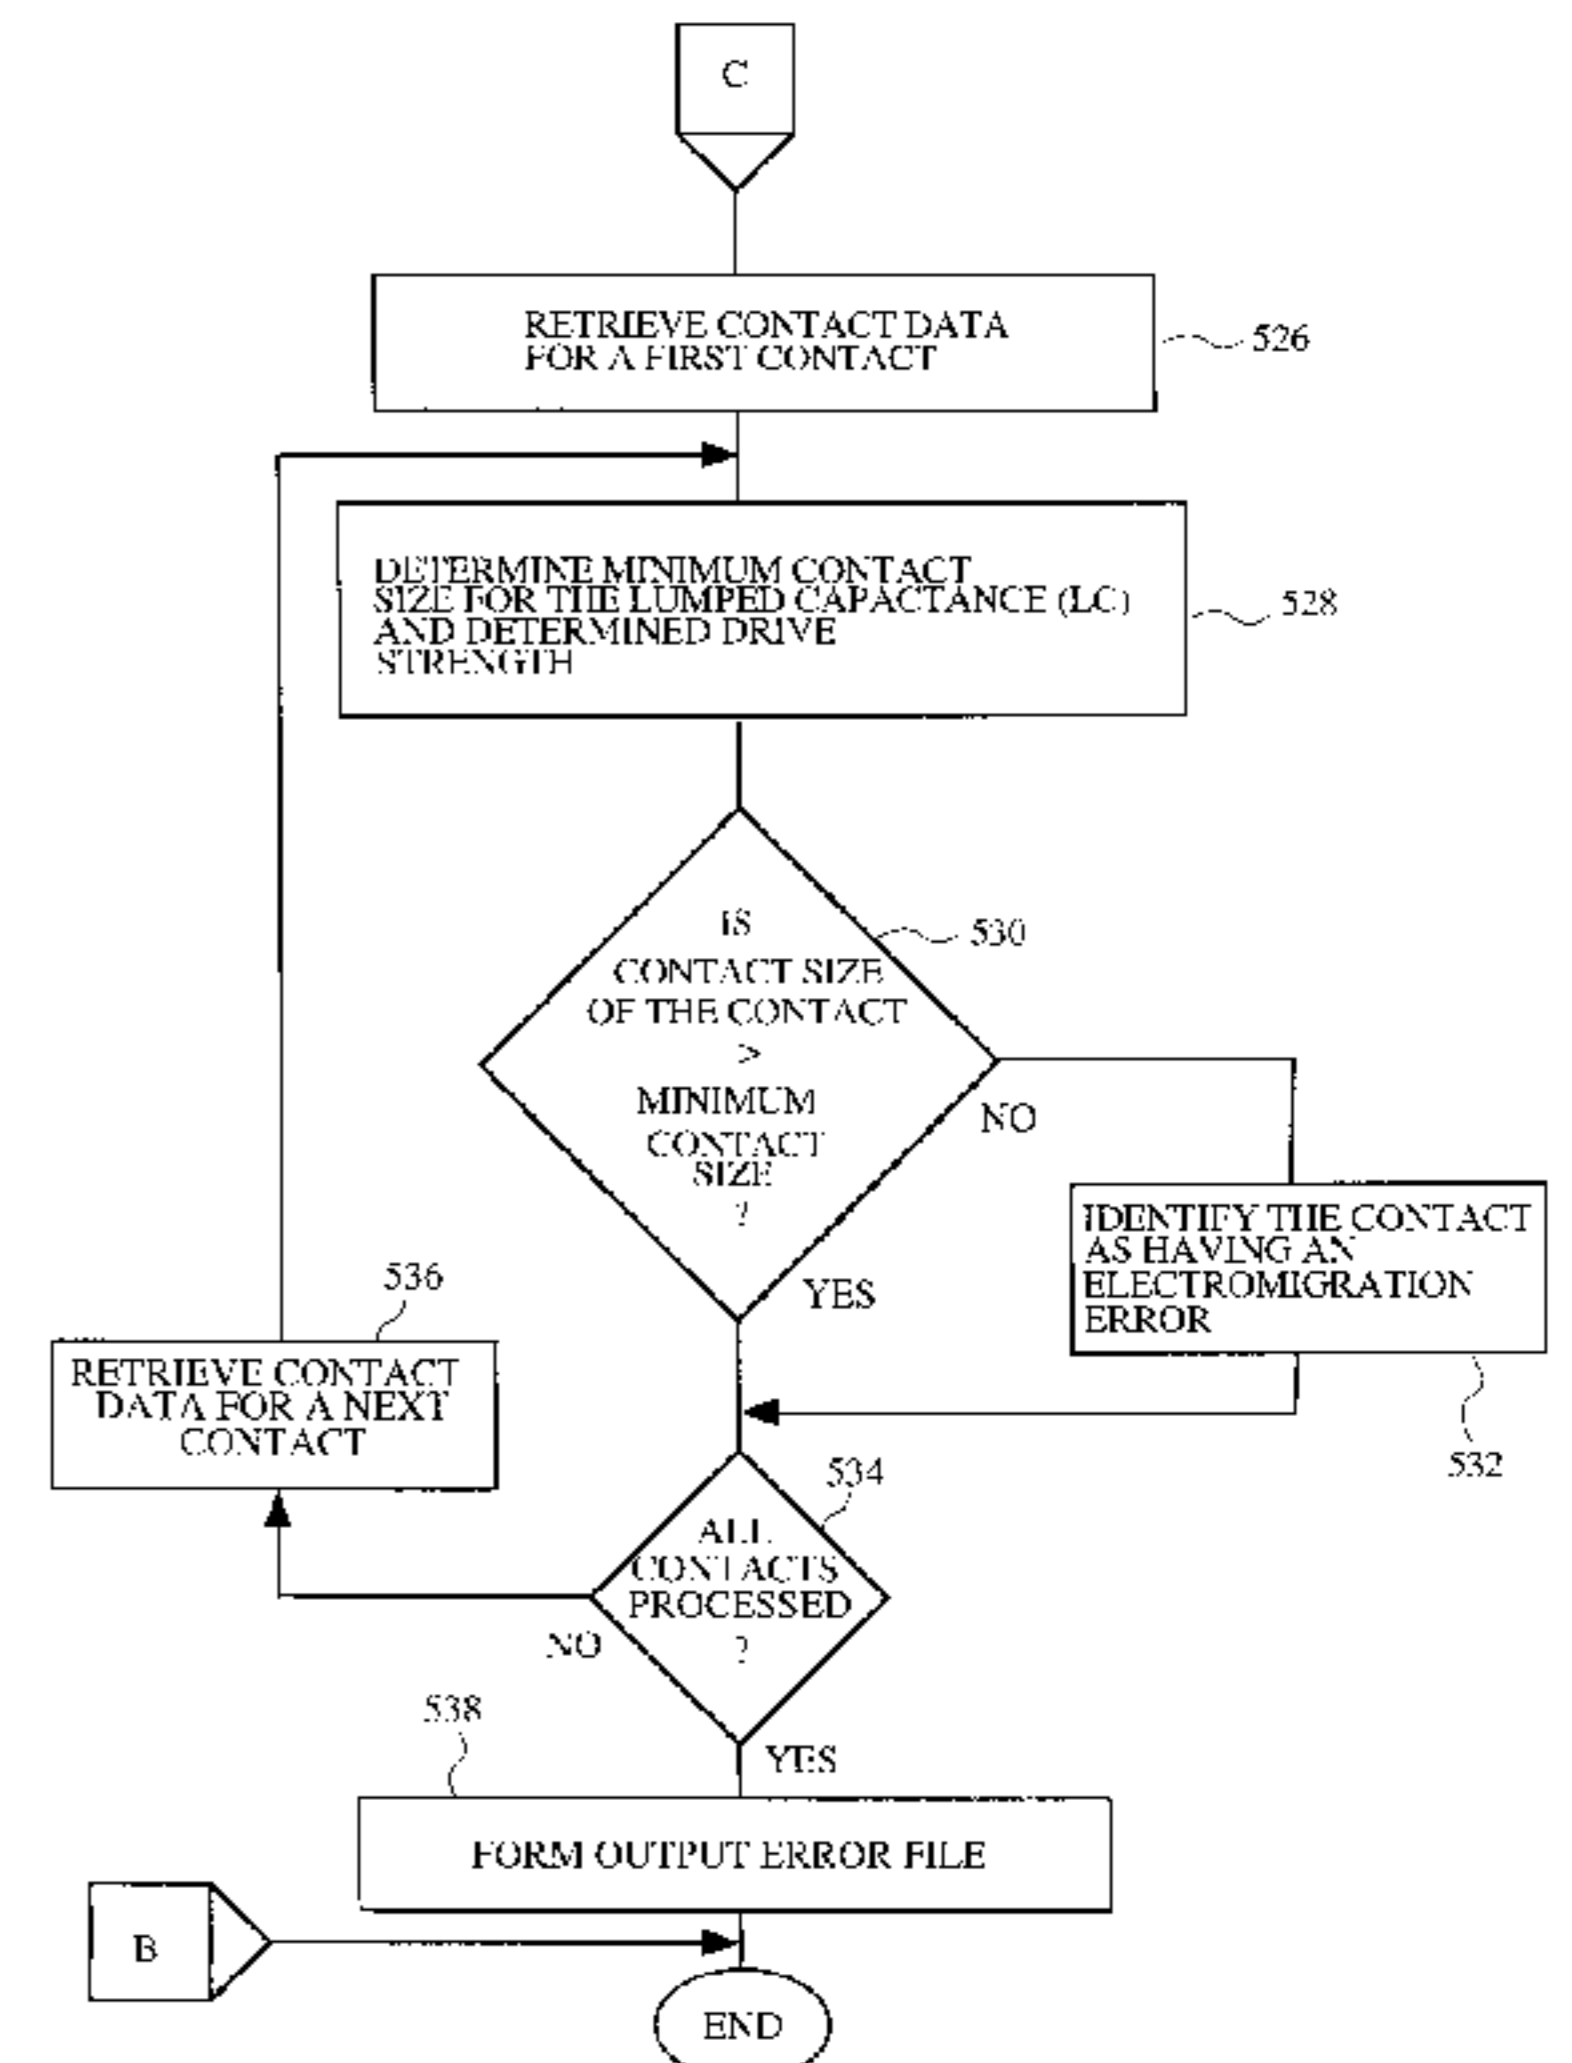 C
RETRIEVE CONTACT DATA
FOR A FIRST CONTACT
526
DETERMINE MINIMUM CONTACT
SIZE FOR THE LUMPED CAPACTANCE (LC)
AND DETERMINED DRIVE
STRENGTH
528
IS
CONTACT SIZE
OF THE CONTACT
>
MINIMUM
CONTACT
SIZE
?
530
NO
YES
IDENTIFY THE CONTACT
AS HAVING AN
ELECTROMIGRATION
ERROR
532
536
RETRIEVE CONTACT
DATA FOR A NEXT
CONTACT
534
ALL
CONTACTS
PROCESSED
?
NO
YES
538
FORM OUTPUT ERROR FILE
B
END